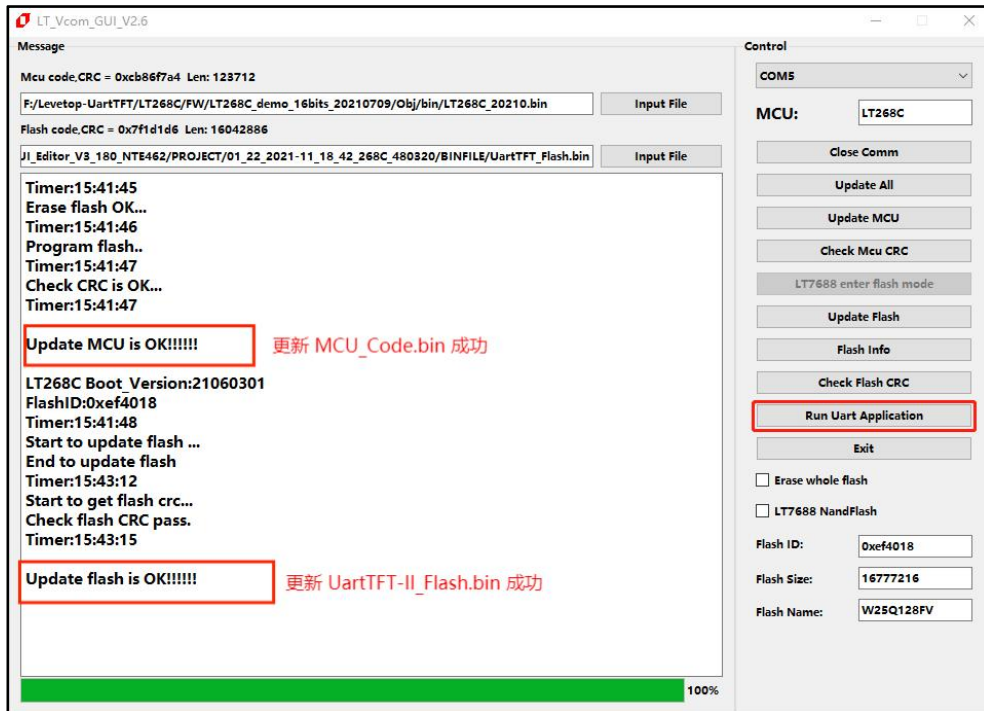 LT_Vcom_GUI_V2.6
Message
Mcu code,CRC = 0xcb86f7a4 Len: 123712
F:/Levetop-UartTFT/LT268C/FW/LT268C_demo_16bits_20210709/Obj/bin/LT268C_20210.bin
Input File
Flash code,CRC = 0x7f1d1d6 Len: 16042886
JI_Editor_V3_180_NTE462/PROJECT/01_22_2021-11_18_42_268C_480320/BINFILE/UartTFT_Flash.bin
Input File
Timer:15:41:45
Erase flash OK...
Timer:15:41:46
Program flash..
Timer:15:41:47
Check CRC is OK...
Timer:15:41:47
Update MCU is OK!!!!!!
更新 MCU_Code.bin 成功
LT268C Boot_Version:21060301
FlashID:0xef4018
Timer:15:41:48
Start to update flash ...
End to update flash
Timer:15:43:12
Start to get flash crc...
Check flash CRC pass.
Timer:15:43:15
Update flash is OK!!!!!!
更新 UartTFT-II_Flash.bin 成功
100%
Control
COM5
MCU:
LT268C
Close Comm
Update All
Update MCU
Check Mcu CRC
LT7688 enter flash mode
Update Flash
Flash Info
Check Flash CRC
Run Uart Application
Exit
Erase whole flash
LT7688 NandFlash
Flash ID:
0xef4018
Flash Size:
16777216
Flash Name:
W25Q128FV